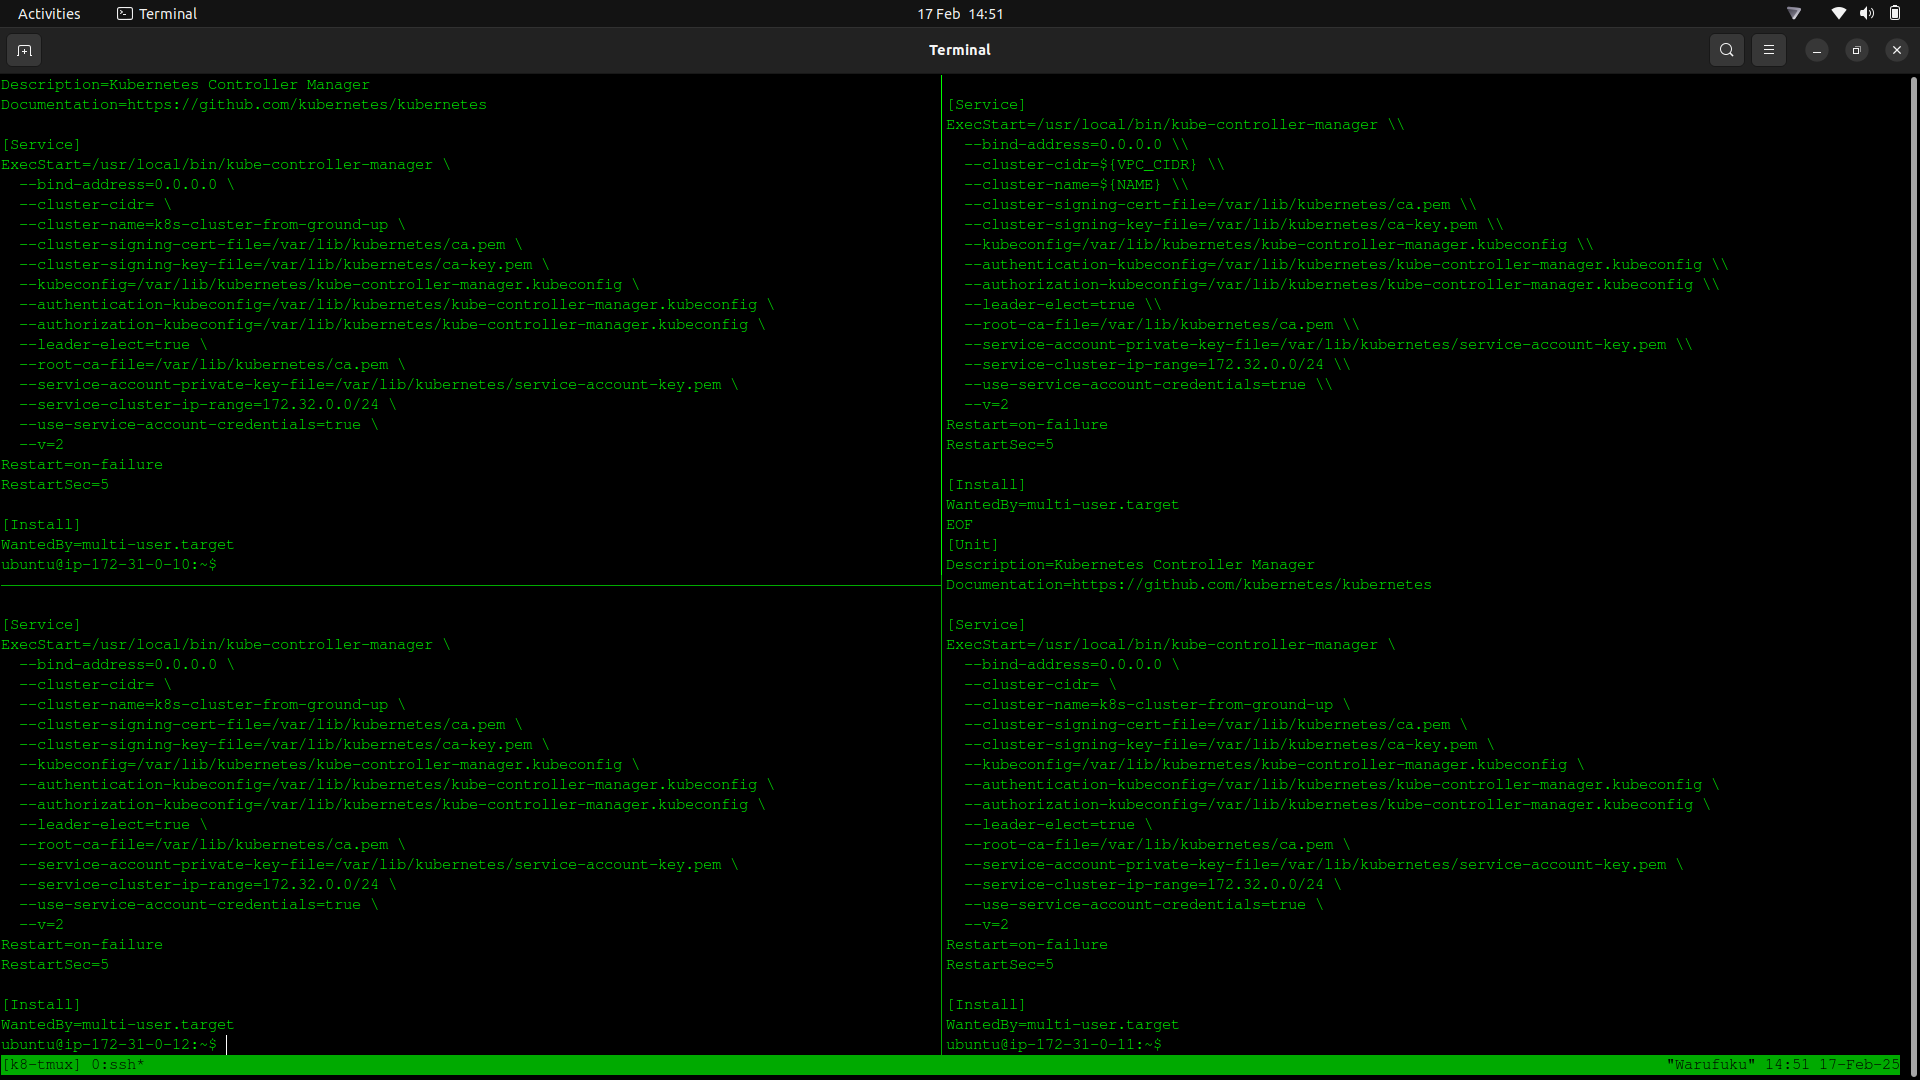 Activities
Terminal
17 Feb 14:51
Terminal
Description=Kubernetes Controller Manager
Documentation=https://github.com/kubernetes/kubernetes
[Service]
ExecStart=/usr/local/bin/kube-controller-manager \
--bind-address=0.0.0.0 \
--cluster-cidr= \
--cluster-name=k8s-cluster-from-ground-up \
--cluster-signing-cert-file=/var/lib/kubernetes/ca.pem \
--cluster-signing-key-file=/var/lib/kubernetes/ca-key.pem \
--kubeconfig=/var/lib/kubernetes/kube-controller-manager.kubeconfig \
--authentication-kubeconfig=/var/lib/kubernetes/kube-controller-manager.kubeconfig \
--authorization-kubeconfig=/var/lib/kubernetes/kube-controller-manager.kubeconfig \
--leader-elect=true \
--root-ca-file=/var/lib/kubernetes/ca.pem \
--service-account-private-key-file=/var/lib/kubernetes/service-account-key.pem \
--service-cluster-ip-range=172.32.0.0/24 \
--use-service-account-credentials=true \
--v=2
Restart=on-failure
RestartSec=5
[Install]
WantedBy=multi-user.target
ubuntu@ip-172-31-0-10:~$
[Service]
ExecStart=/usr/local/bin/kube-controller-manager \
--bind-address=0.0.0.0 \
--cluster-cidr= \
--cluster-name=k8s-cluster-from-ground-up \
--cluster-signing-cert-file=/var/lib/kubernetes/ca.pem \
--cluster-signing-key-file=/var/lib/kubernetes/ca-key.pem \
--kubeconfig=/var/lib/kubernetes/kube-controller-manager.kubeconfig \
--authentication-kubeconfig=/var/lib/kubernetes/kube-controller-manager.kubeconfig \
--authorization-kubeconfig=/var/lib/kubernetes/kube-controller-manager.kubeconfig \
--leader-elect=true \
--root-ca-file=/var/lib/kubernetes/ca.pem \
--service-account-private-key-file=/var/lib/kubernetes/service-account-key.pem \
--service-cluster-ip-range=172.32.0.0/24 \
--use-service-account-credentials=true \
--v=2
Restart=on-failure
RestartSec=5
[Install]
WantedBy=multi-user.target
ubuntu@ip-172-31-0-12:~$
[Service]
ExecStart=/usr/local/bin/kube-controller-manager \\
--bind-address=0.0.0.0 \\
--cluster-cidr=${VPC_CIDR} \\
--cluster-name=${NAME} \\
--cluster-signing-cert-file=/var/lib/kubernetes/ca.pem \\
--cluster-signing-key-file=/var/lib/kubernetes/ca-key.pem \\
--kubeconfig=/var/lib/kubernetes/kube-controller-manager.kubeconfig \\
--authentication-kubeconfig=/var/lib/kubernetes/kube-controller-manager.kubeconfig \\
--authorization-kubeconfig=/var/lib/kubernetes/kube-controller-manager.kubeconfig \\
--leader-elect=true \\
--root-ca-file=/var/lib/kubernetes/ca.pem \\
--service-account-private-key-file=/var/lib/kubernetes/service-account-key.pem \\
--service-cluster-ip-range=172.32.0.0/24 \\
--use-service-account-credentials=true \\
--v=2
Restart=on-failure
RestartSec=5
[Install]
WantedBy=multi-user.target
EOF
[Unit]
Description=Kubernetes Controller Manager
Documentation=https://github.com/kubernetes/kubernetes
[Service]
ExecStart=/usr/local/bin/kube-controller-manager \
--bind-address=0.0.0.0 \
--cluster-cidr= \
--cluster-name=k8s-cluster-from-ground-up \
--cluster-signing-cert-file=/var/lib/kubernetes/ca.pem \
--cluster-signing-key-file=/var/lib/kubernetes/ca-key.pem \
--kubeconfig=/var/lib/kubernetes/kube-controller-manager.kubeconfig \
--authentication-kubeconfig=/var/lib/kubernetes/kube-controller-manager.kubeconfig \
--authorization-kubeconfig=/var/lib/kubernetes/kube-controller-manager.kubeconfig \
--leader-elect=true \
--root-ca-file=/var/lib/kubernetes/ca.pem \
--service-account-private-key-file=/var/lib/kubernetes/service-account-key.pem \
--service-cluster-ip-range=172.32.0.0/24 \
--use-service-account-credentials=true \
--v=2
Restart=on-failure
RestartSec=5
[Install]
WantedBy=multi-user.target
ubuntu@ip-172-31-0-11:~$
[k8-tmux] 0:ssh*
"Warufuku" 14:51 17-Feb-25